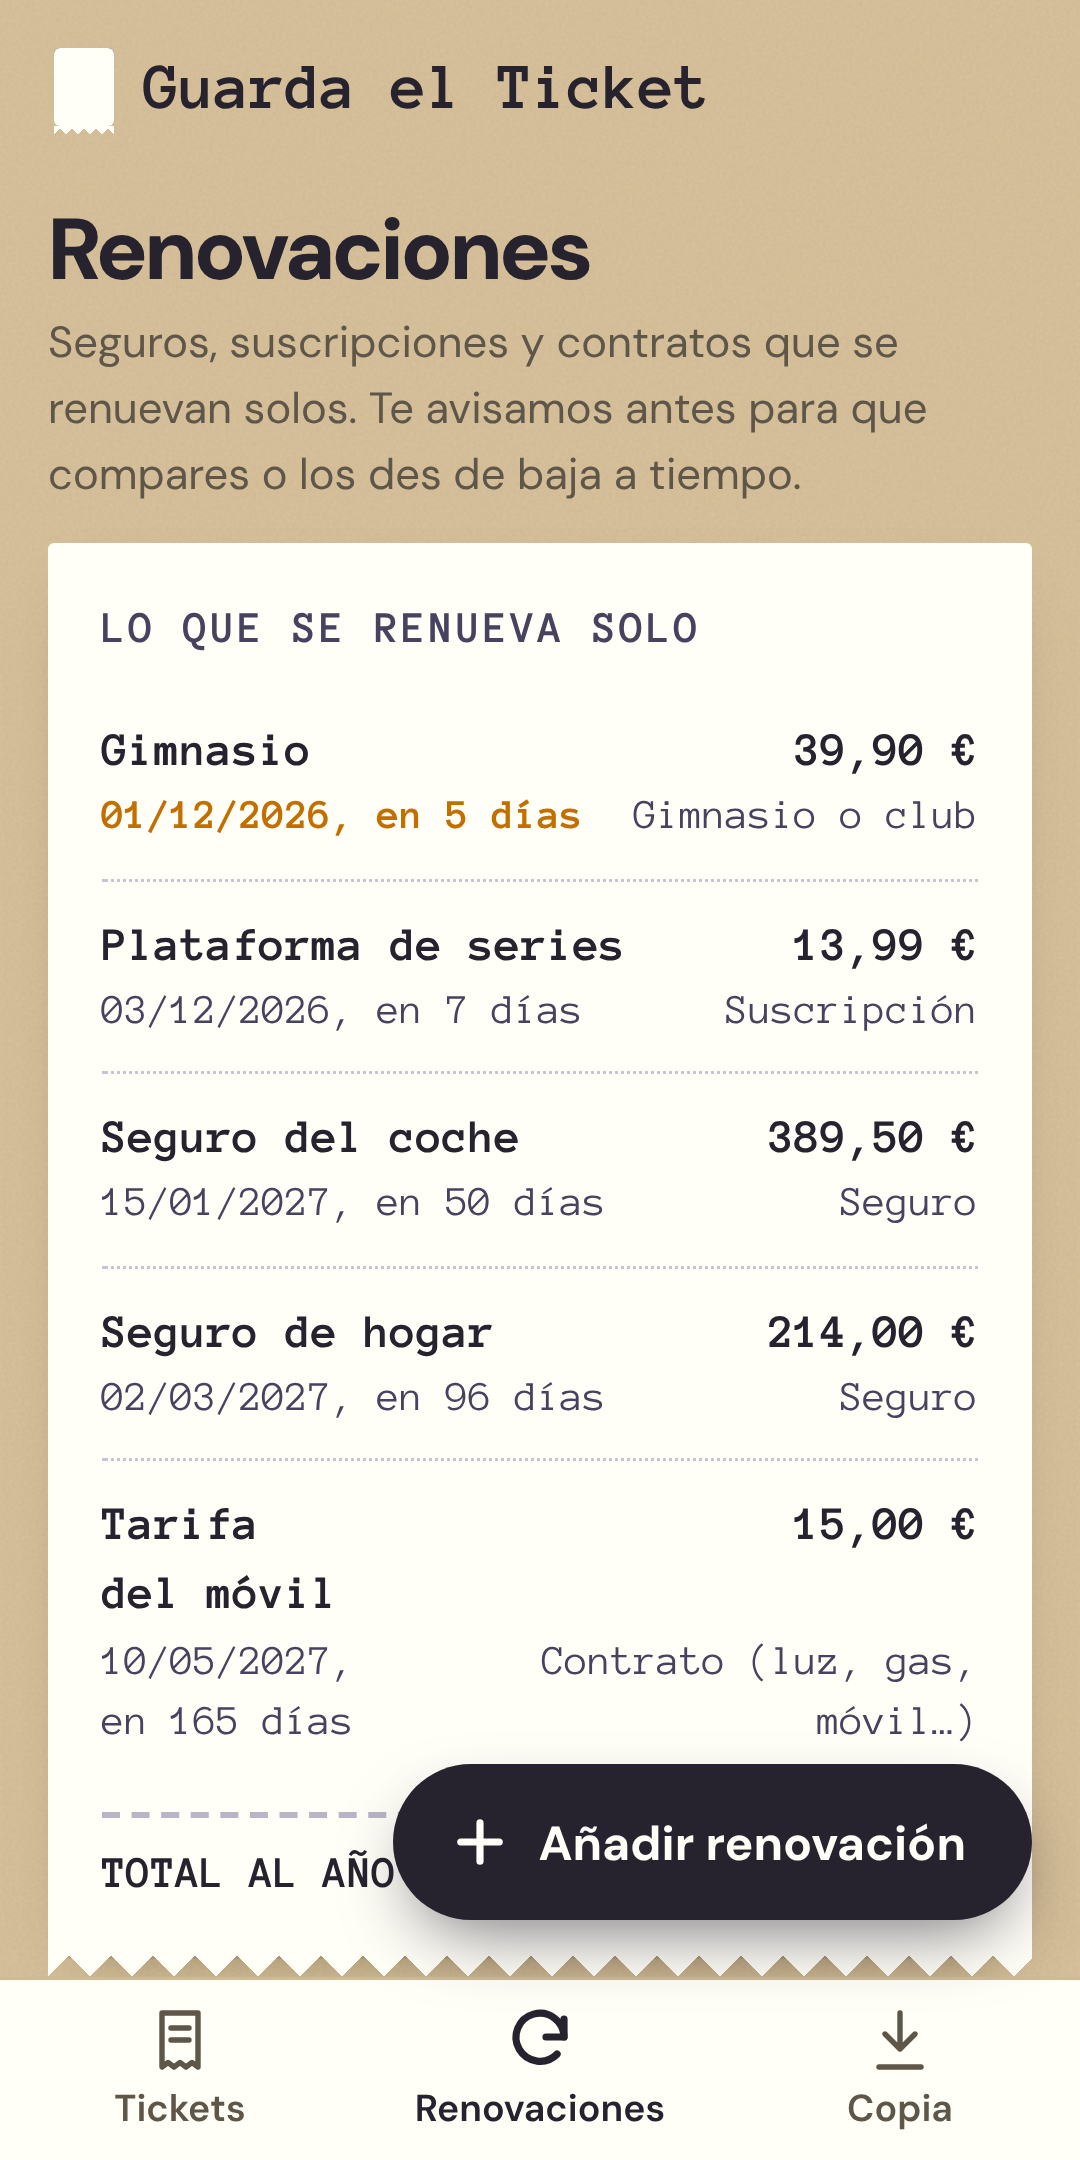 Guarda el Ticket
Renovaciones
Seguros, suscripciones y contratos que se
renuevan solos. Te avisamos antes para que
compares o los des de baja a tiempo.
LO QUE SE RENUEVA SOLO
Gimnasio 39,90 €
01/12/2026, en 5 días Gimnasio o club
Plataforma de series 13,99 €
03/12/2026, en 7 días Suscripción
Seguro del coche 389,50 €
15/01/2027, en 50 días Seguro
Seguro de hogar 214,00 €
02/03/2027, en 96 días Seguro
Tarifa 15,00 €
del móvil
10/05/2027, Contrato (luz, gas,
en 165 días móvil…)
TOTAL AL AÑO
Añadir renovación
Tickets Renovaciones Copia